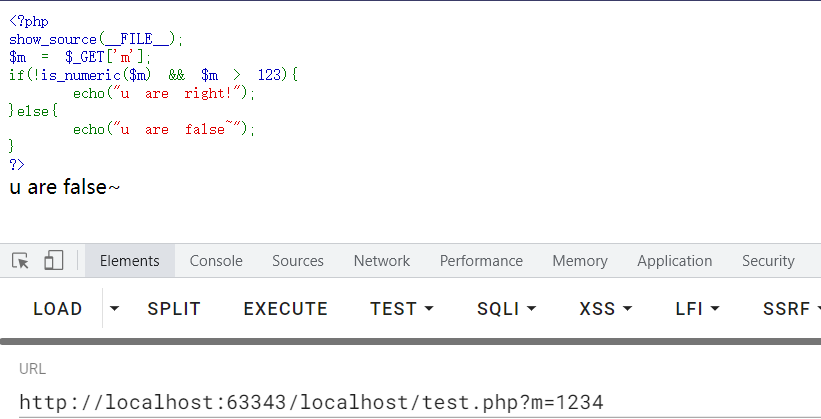 <?php
show_source(__FILE__);
$m = $_GET['m'];
if(!is_numeric($m) && $m > 123){
echo("u are right!");
}else{
echo("u are false~");
}
?>
u are false~
Elements Console Sources Network Performance Memory Application Security
LOAD SPLIT EXECUTE TEST SQLI XSS LFI SSRF
URL
http://localhost:63343/localhost/test.php?m=1234